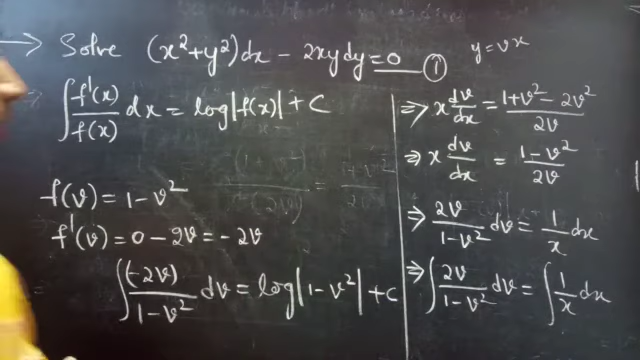 → Solve (x²+y²)dx - 2xydy=0 ① y=vx
∫f'(x)/f(x) dx = log|f(x)| + C
f(v) = 1-v²
f'(v) = 0-2v = -2v
∫(-2v)/1-v² dv = log|1-v²| + C
⇒ x dv/dx = 1+v²-2v²/2v
⇒ x dv/dx = 1-v²/2v
⇒ 2v/1-v² dv = 1/x dx
⇒ ∫2v/1-v² dv = ∫1/x dx